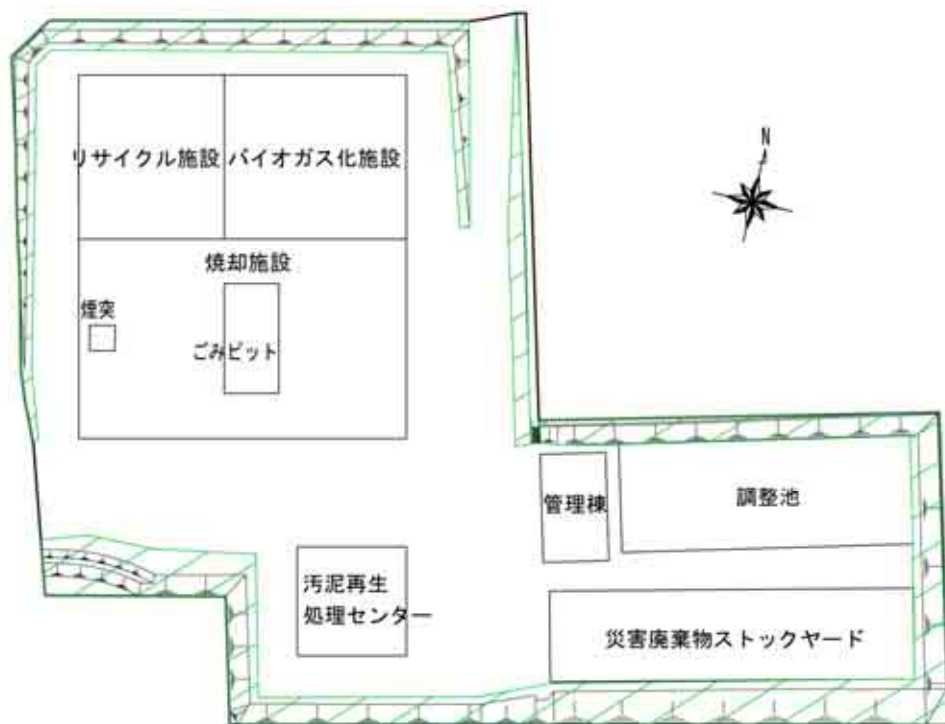 リサイクル施設
バイオガス化施設
N
焼却施設
煙突
ごみピット
管理棟
調整池
汚泥再生
処理センター
災害廃棄物ストックヤード